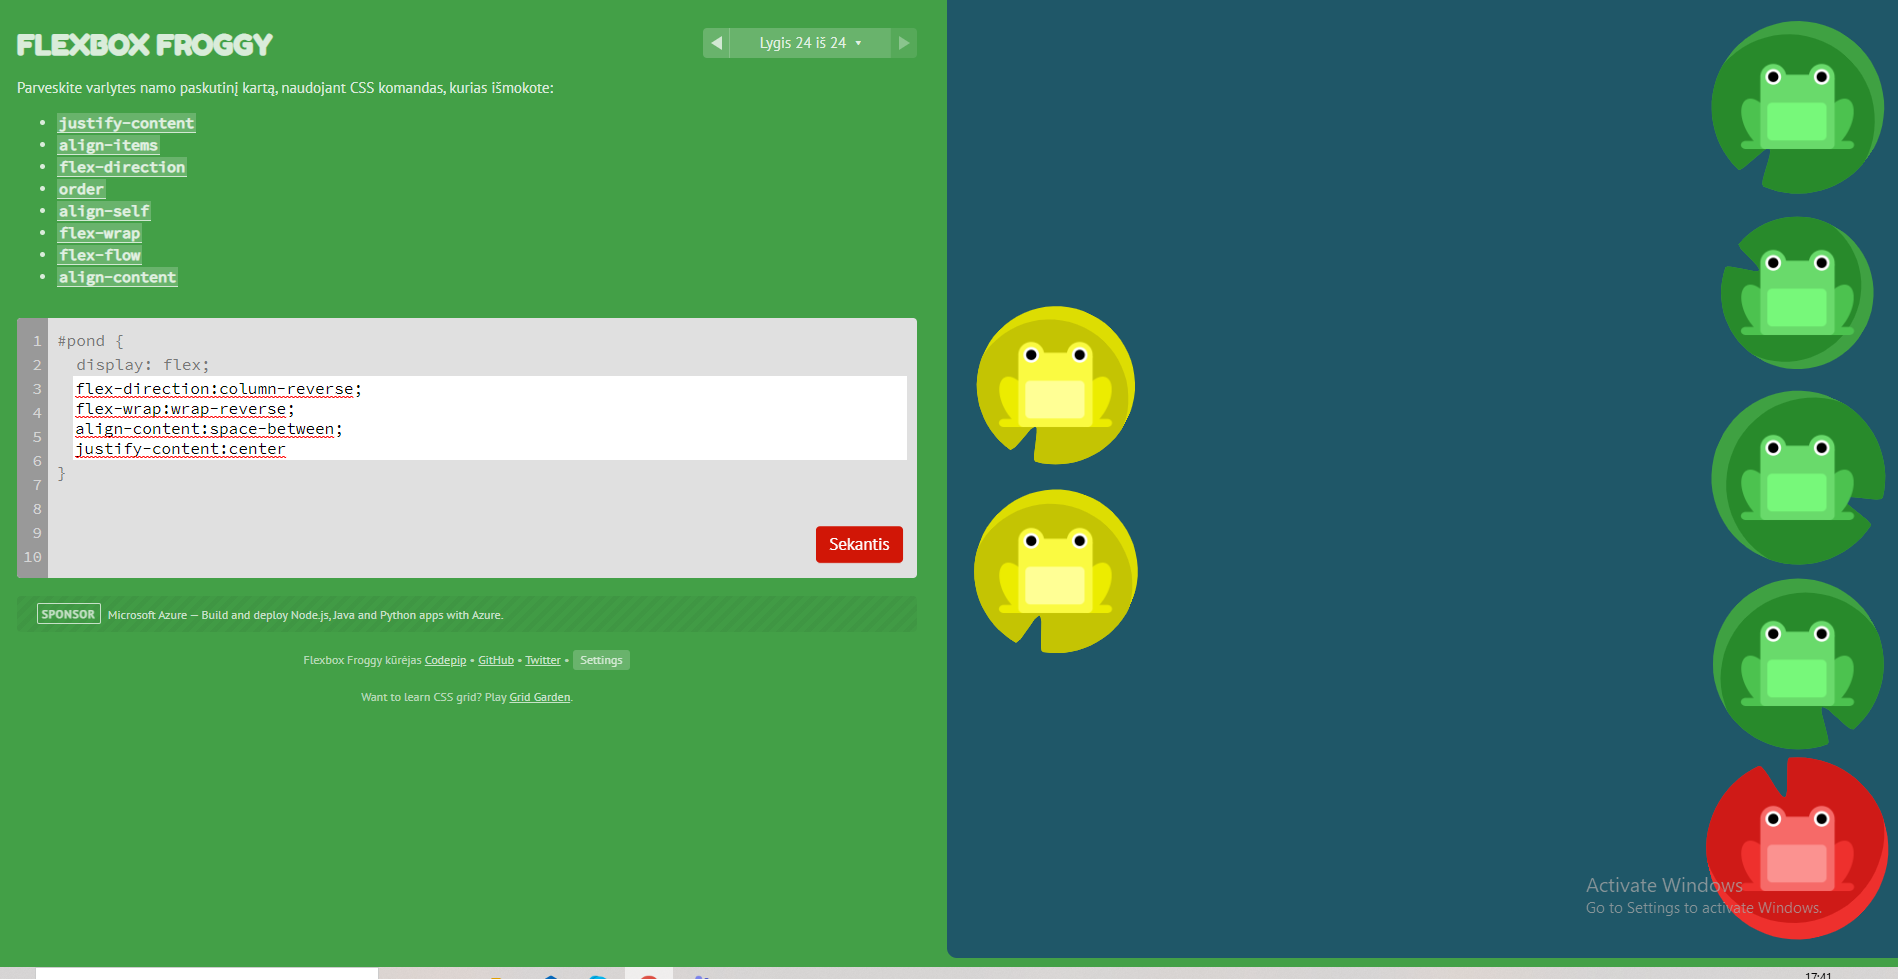 FLEXBOX FROGGY
Lygis 24 iš 24
Parveskite varlytes namo paskutinį kartą, naudojant CSS komandas, kurias išmokote:
justify-content
align-items
flex-direction
order
align-self
flex-wrap
flex-flow
align-content
1 #pond {
2 display: flex;
3 flex-direction:column-reverse;
4 flex-wrap:wrap-reverse;
5 align-content:space-between;
6 justify-content:center
7 }
8
9
10
Sekantis
SPONSOR Microsoft Azure — Build and deploy Node.js, Java and Python apps with Azure.
Flexbox Froggy kūrėjas Codepip • GitHub • Twitter • Settings
Want to learn CSS grid? Play Grid Garden.
Activate Windows
Go to Settings to activate Windows.
17:41